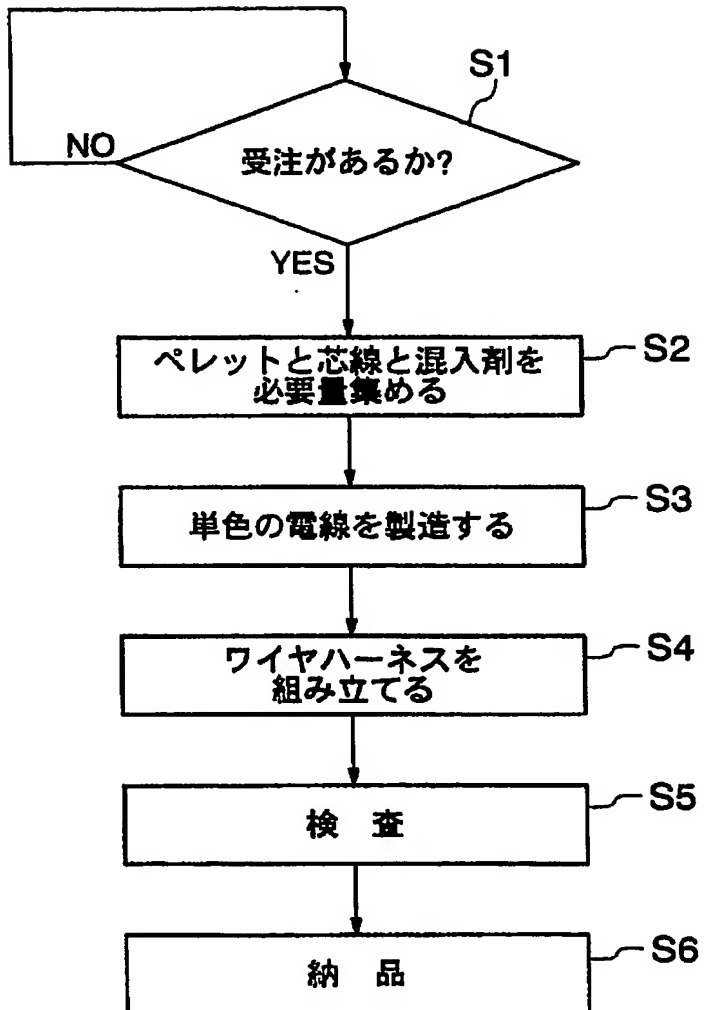 S1
受注があるか?
NO
YES
S2
ペレットと芯線と混入剤を
必要量集める
S3
単色の電線を製造する
S4
ワイヤハーネスを
組み立てる
S5
検 査
S6
納 品